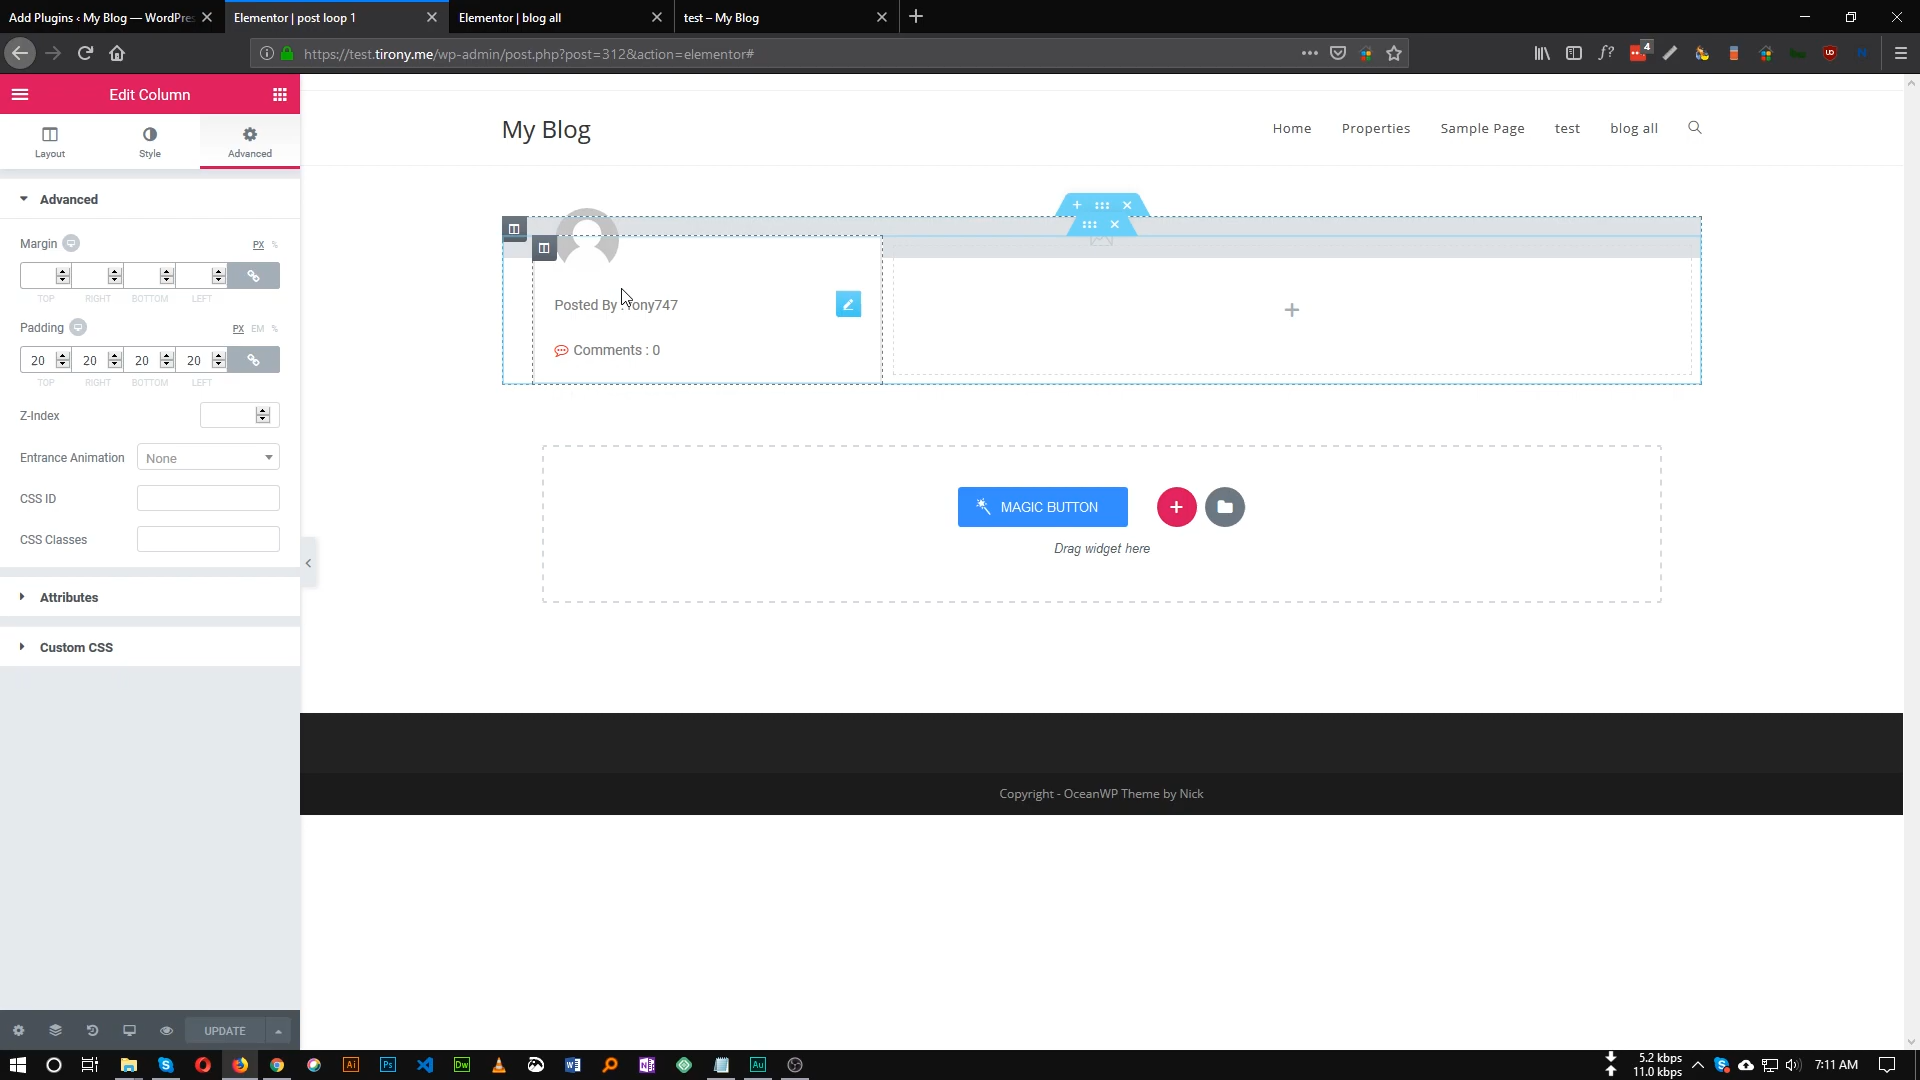 Add Plugins ‹ My Blog — WordPres
Elementor | post loop 1
Elementor | blog all
test – My Blog
https://test.tirony.me/wp-admin/post.php?post=312&action=elementor#
4
Edit Column
Layout
Style
Advanced
Advanced
Margin
PX %
TOP RIGHT BOTTOM LEFT
Padding
PX EM %
20 20 20 20
TOP RIGHT BOTTOM LEFT
Z-Index
Entrance Animation
None
CSS ID
CSS Classes
Attributes
Custom CSS
UPDATE
My Blog
Home
Properties
Sample Page
test
blog all
Posted By Tony747
Comments : 0
MAGIC BUTTON
Drag widget here
Copyright - OceanWP Theme by Nick
5.2 kbps
11.0 kbps
7:11 AM